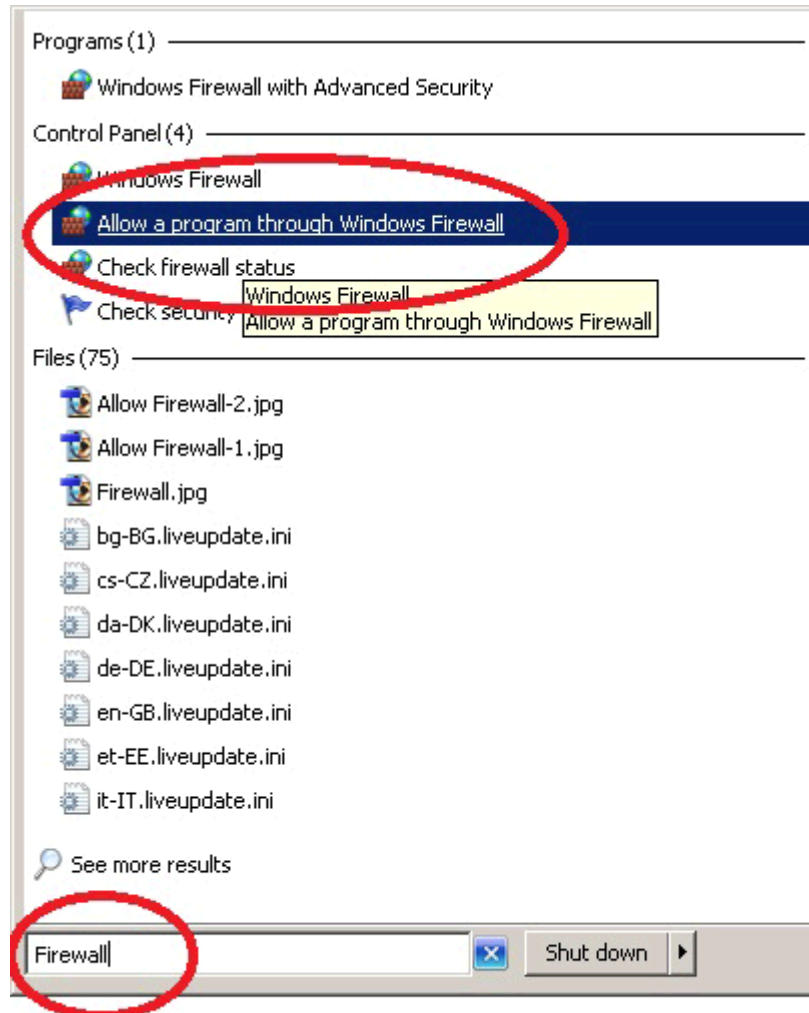 Programs (1)
Windows Firewall with Advanced Security
Control Panel (4)
Windows Firewall
Allow a program through Windows Firewall
Check firewall status
Check security
Windows Firewall
Allow a program through Windows Firewall
Files (75)
Allow Firewall-2.jpg
Allow Firewall-1.jpg
Firewall.jpg
bg-BG.liveupdate.ini
cs-CZ.liveupdate.ini
da-DK.liveupdate.ini
de-DE.liveupdate.ini
en-GB.liveupdate.ini
et-EE.liveupdate.ini
it-IT.liveupdate.ini
See more results
Firewall
Shut down